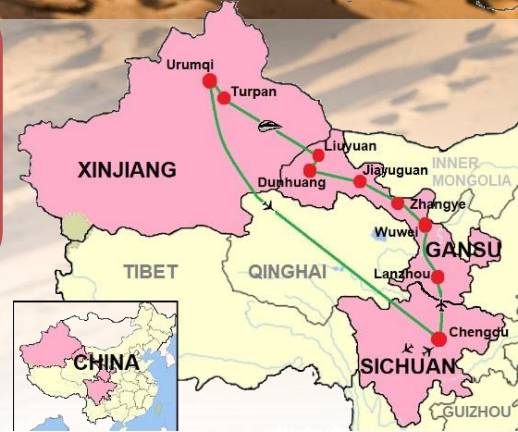 Urumqi
Turpan
Liuyuan
XINJIANG
Jiayuguan
INNER
MONGOLIA
Dunhuang
Zhangye
Wuwei
GANSU
TIBET
QINGHAI
Lanzhou
Chengdu
CHINA
SICHUAN
GUIZHOU